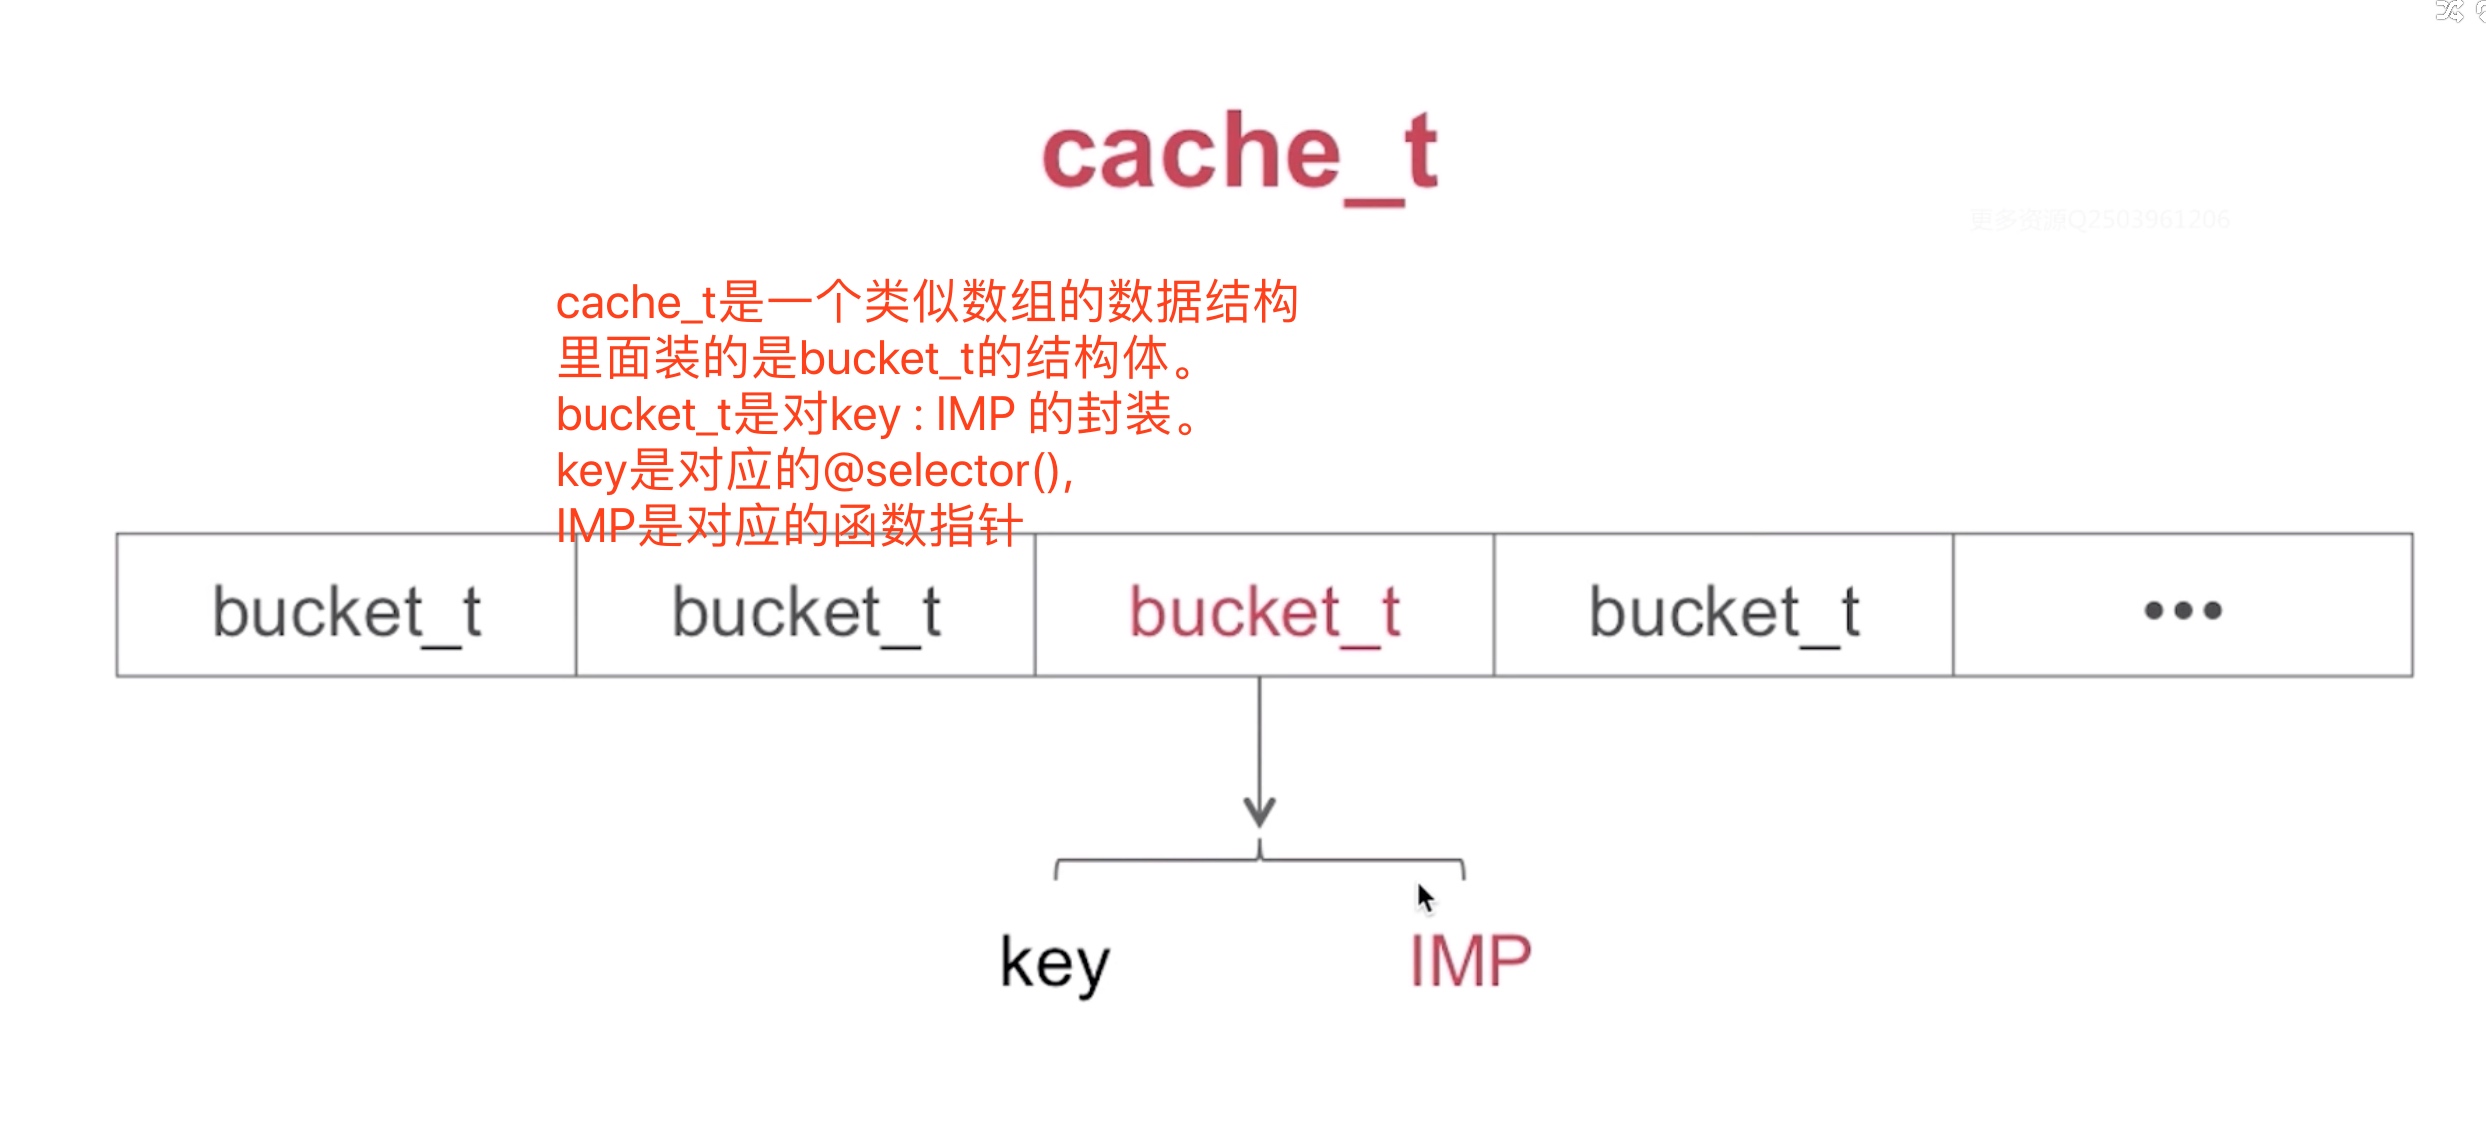 cache_t
更多资源Q2503961206
cache_t是一个类似数组的数据结构
里面装的是bucket_t的结构体。
bucket_t是对key : IMP 的封装。
key是对应的@selector(),
IMP是对应的函数指针
bucket_t bucket_t bucket_t bucket_t •••
key IMP